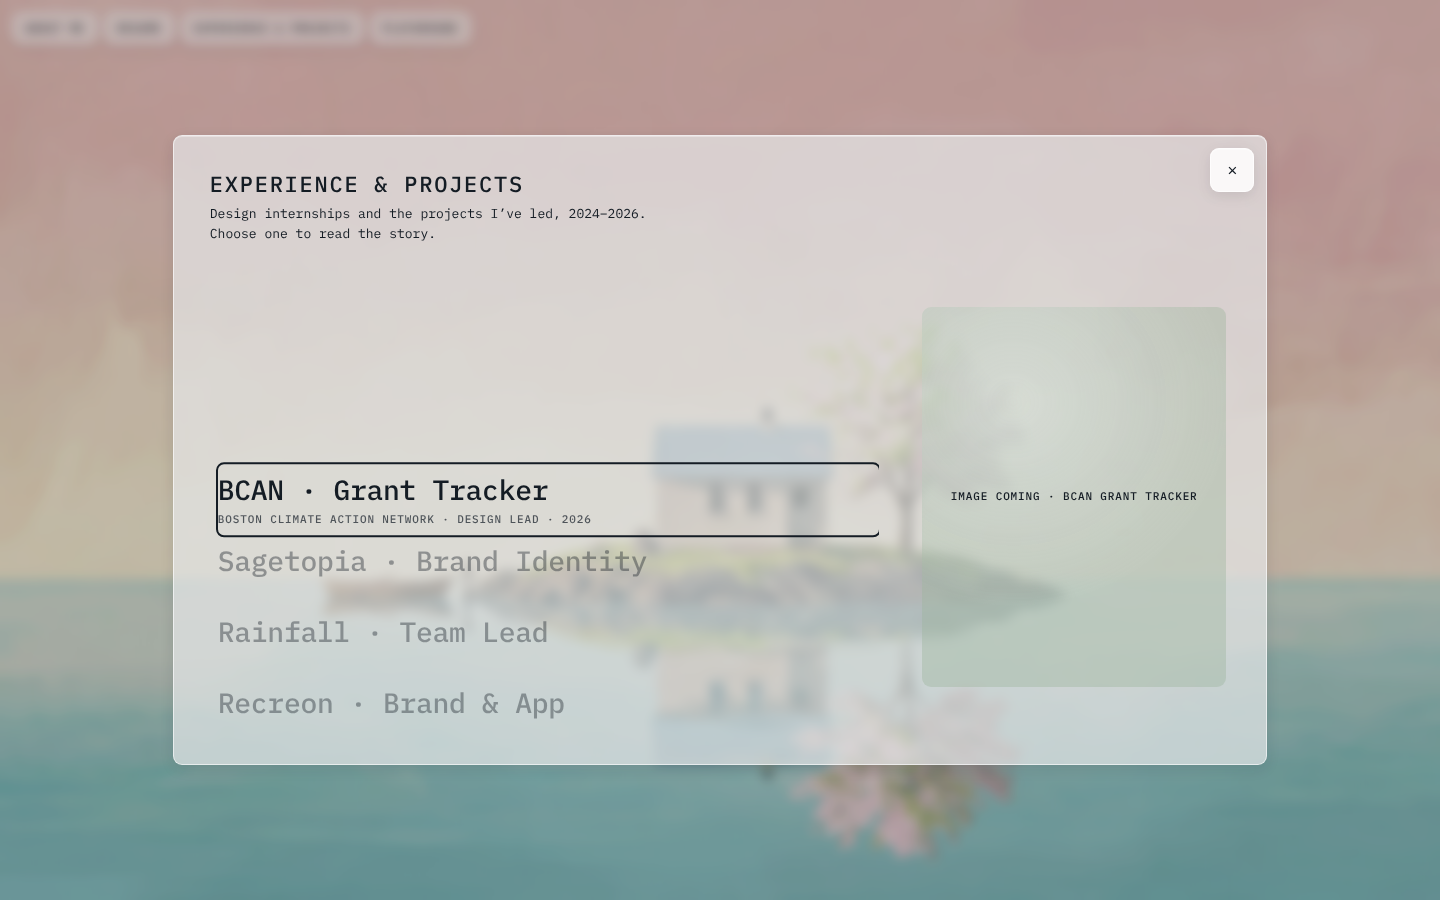 EXPERIENCE & PROJECTS
Design internships and the projects I’ve led, 2024–2026.
Choose one to read the story.
×
BCAN · Grant Tracker
BOSTON CLIMATE ACTION NETWORK · DESIGN LEAD · 2026
Sagetopia · Brand Identity
Rainfall · Team Lead
Recreon · Brand & App
IMAGE COMING · BCAN GRANT TRACKER